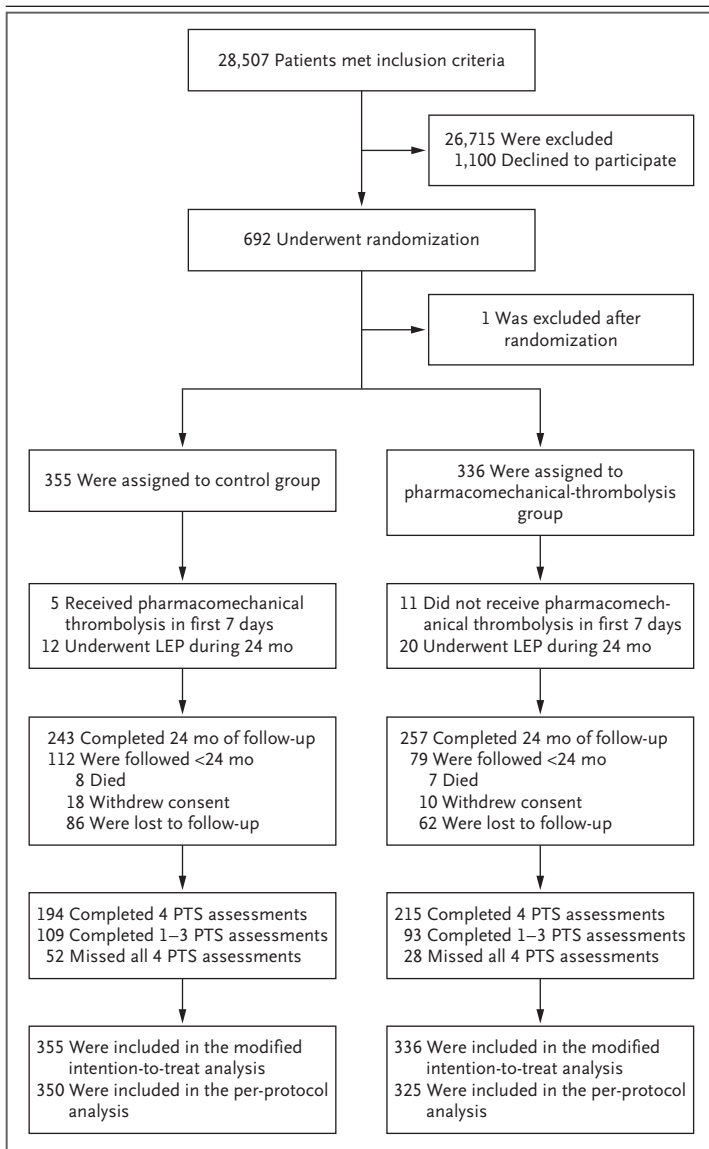 28,507 Patients met inclusion criteria
26,715 Were excluded
1,100 Declined to participate
692 Underwent randomization
1 Was excluded after
randomization
355 Were assigned to control group
336 Were assigned to
pharmacomechanical-thrombolysis
group
5 Received pharmacomechanical
thrombolysis in first 7 days
12 Underwent LEP during 24 mo
11 Did not receive pharmacomech-
anical thrombolysis in first 7 days
20 Underwent LEP during 24 mo
243 Completed 24 mo of follow-up
112 Were followed <24 mo
8 Died
18 Withdrew consent
86 Were lost to follow-up
257 Completed 24 mo of follow-up
79 Were followed <24 mo
7 Died
10 Withdrew consent
62 Were lost to follow-up
194 Completed 4 PTS assessments
109 Completed 1–3 PTS assessments
52 Missed all 4 PTS assessments
215 Completed 4 PTS assessments
93 Completed 1–3 PTS assessments
28 Missed all 4 PTS assessments
355 Were included in the modified
intention-to-treat analysis
350 Were included in the per-protocol
analysis
336 Were included in the modified
intention-to-treat analysis
325 Were included in the per-protocol
analysis